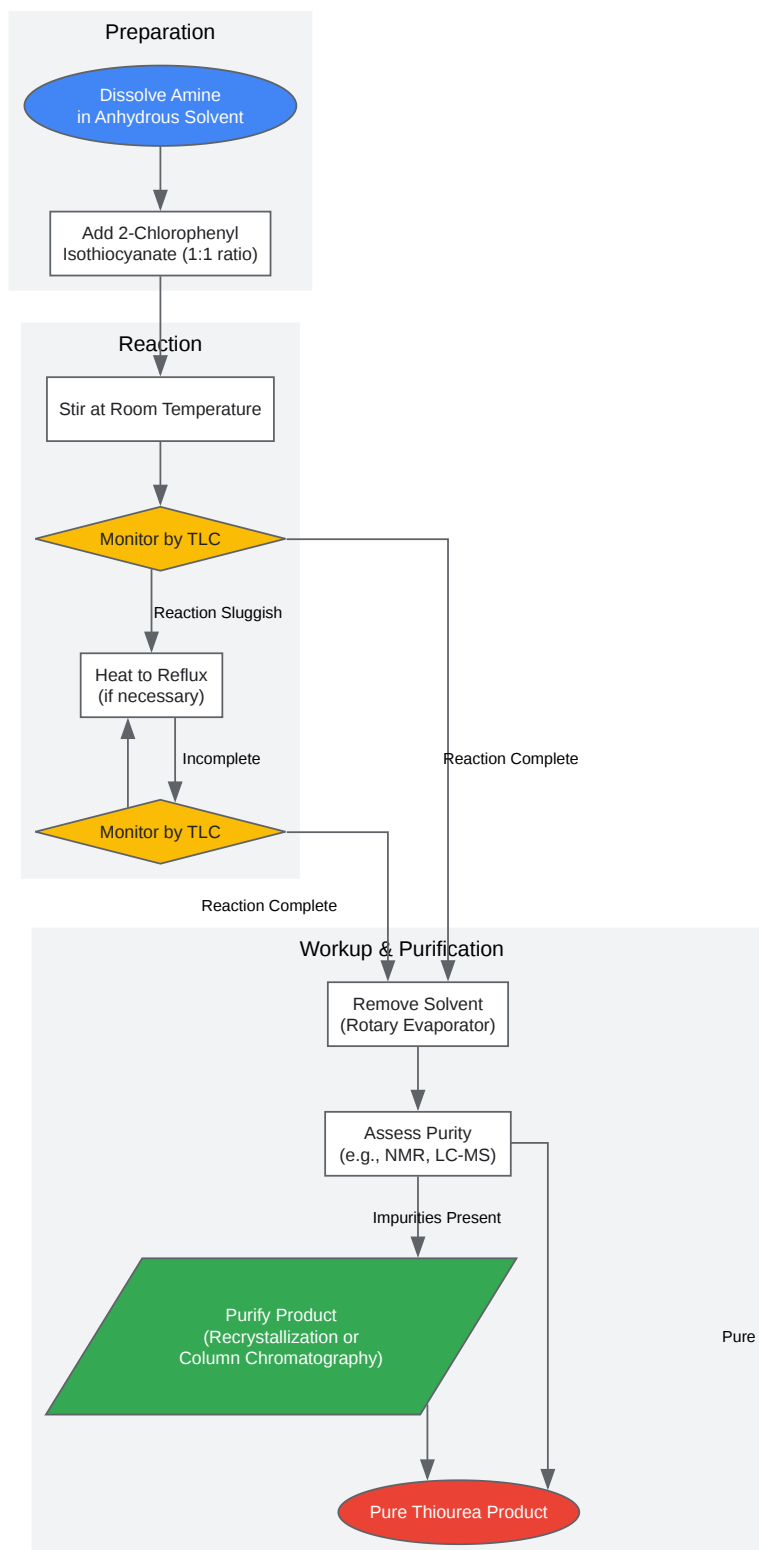 Preparation
Dissolve Amine
in Anhydrous Solvent
Add 2-Chlorophenyl
Isothiocyanate (1:1 ratio)
Reaction
Stir at Room Temperature
Monitor by TLC
Reaction Sluggish
Heat to Reflux
(if necessary)
Incomplete
Reaction Complete
Monitor by TLC
Reaction Complete
Workup & Purification
Remove Solvent
(Rotary Evaporator)
Assess Purity
(e.g., NMR, LC-MS)
Impurities Present
Purify Product
(Recrystallization or
Column Chromatography)
Pure
Pure Thiourea Product